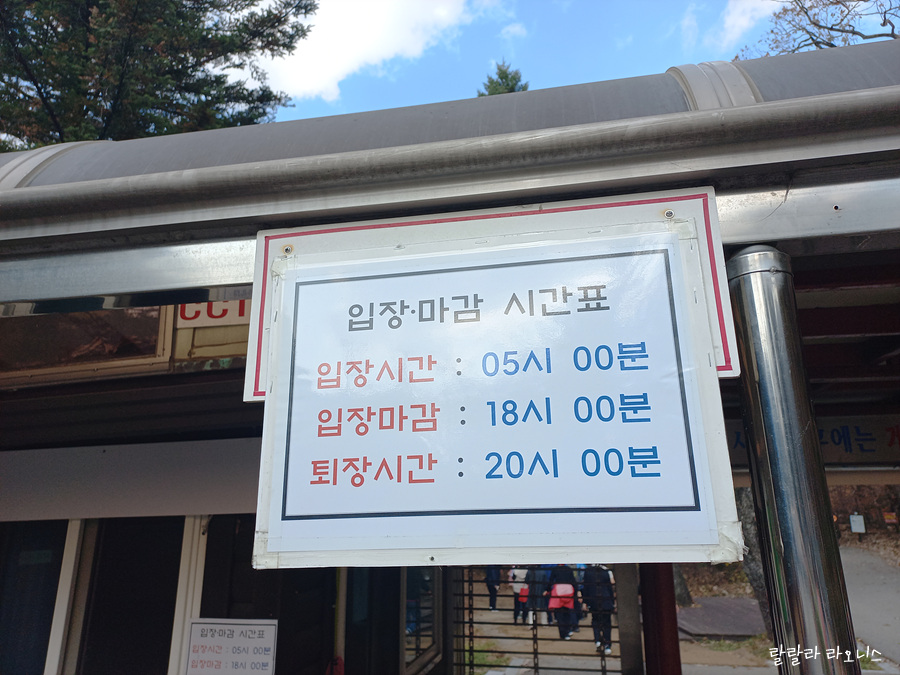 입장·마감 시간표
입장시간 : 05시 00분
입장마감 : 18시 00분
퇴장시간 : 20시 00분
입장·마감 시간표
입장시간 : 05시 00분
입장마감 : 18시 00분
랄랄라 라오니스